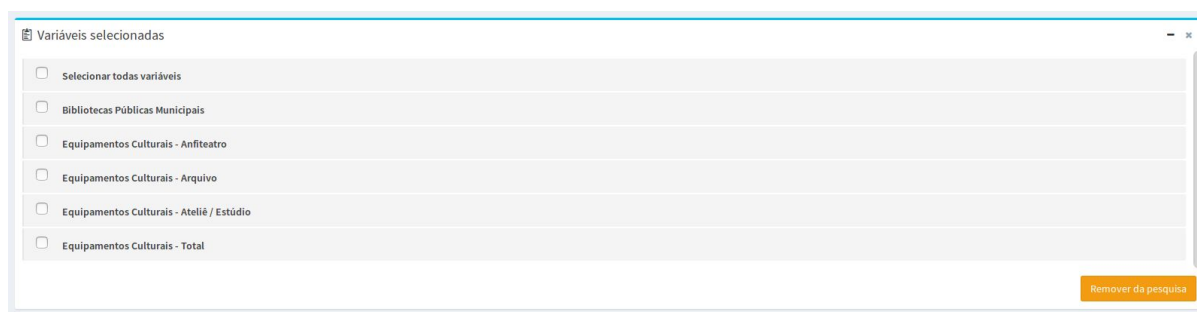 Variáveis selecionadas
Selecionar todas variáveis
Bibliotecas Públicas Municipais
Equipamentos Culturais - Anfiteatro
Equipamentos Culturais - Arquivo
Equipamentos Culturais - Ateliê / Estúdio
Equipamentos Culturais - Total
Remover da pesquisa